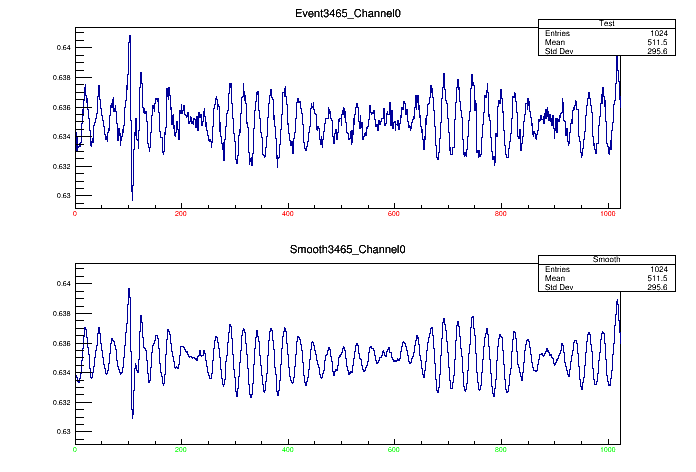 Event3465_Channel0
Test
Entries 1024
Mean 511.5
Std Dev 295.6
0.64
0.638
0.636
0.634
0.632
0.63
0 200 400 600 800 1000
Smooth3465_Channel0
Smooth
Entries 1024
Mean 511.5
Std Dev 295.6
0.64
0.638
0.636
0.634
0.632
0.63
0 200 400 600 800 1000